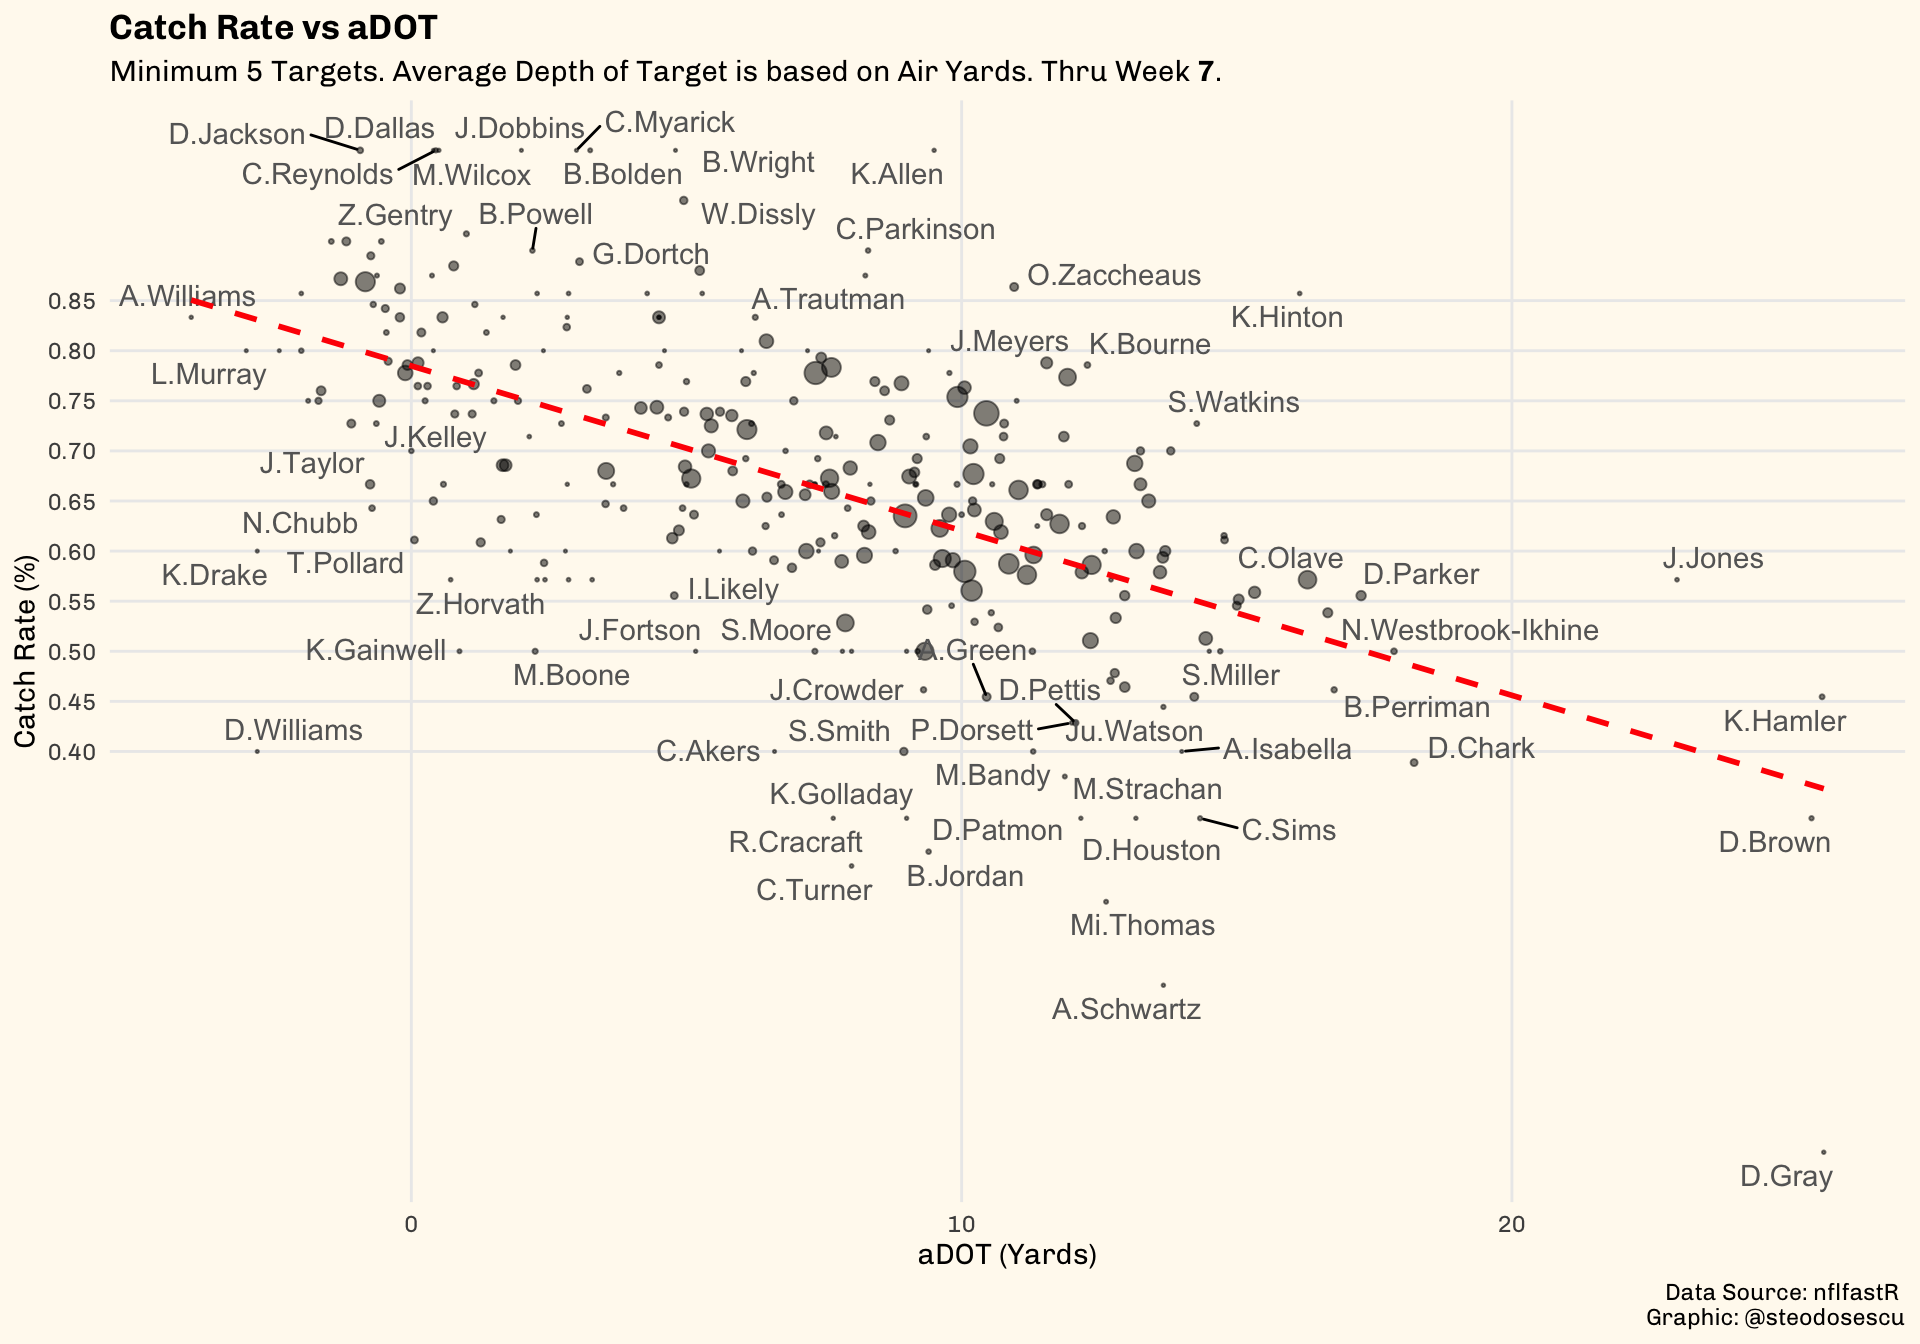 Catch Rate vs aDOT
Minimum 5 Targets. Average Depth of Target is based on Air Yards. Thru Week 7.
D.Jackson
D.Dallas
J.Dobbins
C.Myarick
C.Reynolds
M.Wilcox
B.Bolden
B.Wright
K.Allen
Z.Gentry
B.Powell
W.Dissly
C.Parkinson
G.Dortch
O.Zaccheaus
A.Williams
A.Trautman
K.Hinton
J.Meyers
K.Bourne
L.Murray
S.Watkins
J.Kelley
J.Taylor
N.Chubb
T.Pollard
K.Drake
C.Olave
J.Jones
D.Parker
Z.Horvath
I.Likely
J.Fortson
S.Moore
N.Westbrook-Ikhine
K.Gainwell
A.Green
M.Boone
S.Miller
J.Crowder
D.Pettis
B.Perriman
K.Hamler
D.Williams
S.Smith
P.Dorsett
Ju.Watson
C.Akers
A.Isabella
D.Chark
M.Bandy
M.Strachan
K.Golladay
R.Cracraft
D.Patmon
C.Sims
D.Houston
D.Brown
C.Turner
B.Jordan
Mi.Thomas
A.Schwartz
D.Gray
0.85
0.80
0.75
0.70
0.65
0.60
0.55
0.50
0.45
0.40
Catch Rate (%)
0
10
20
aDOT (Yards)
Data Source: nflfastR
Graphic: @steodosescu